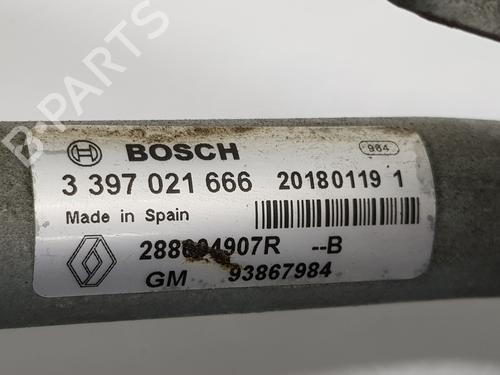 BOSCH 984
3 397 021 666 20180119 1
Made in Spain
--B
GM 93867984
B-PARTS